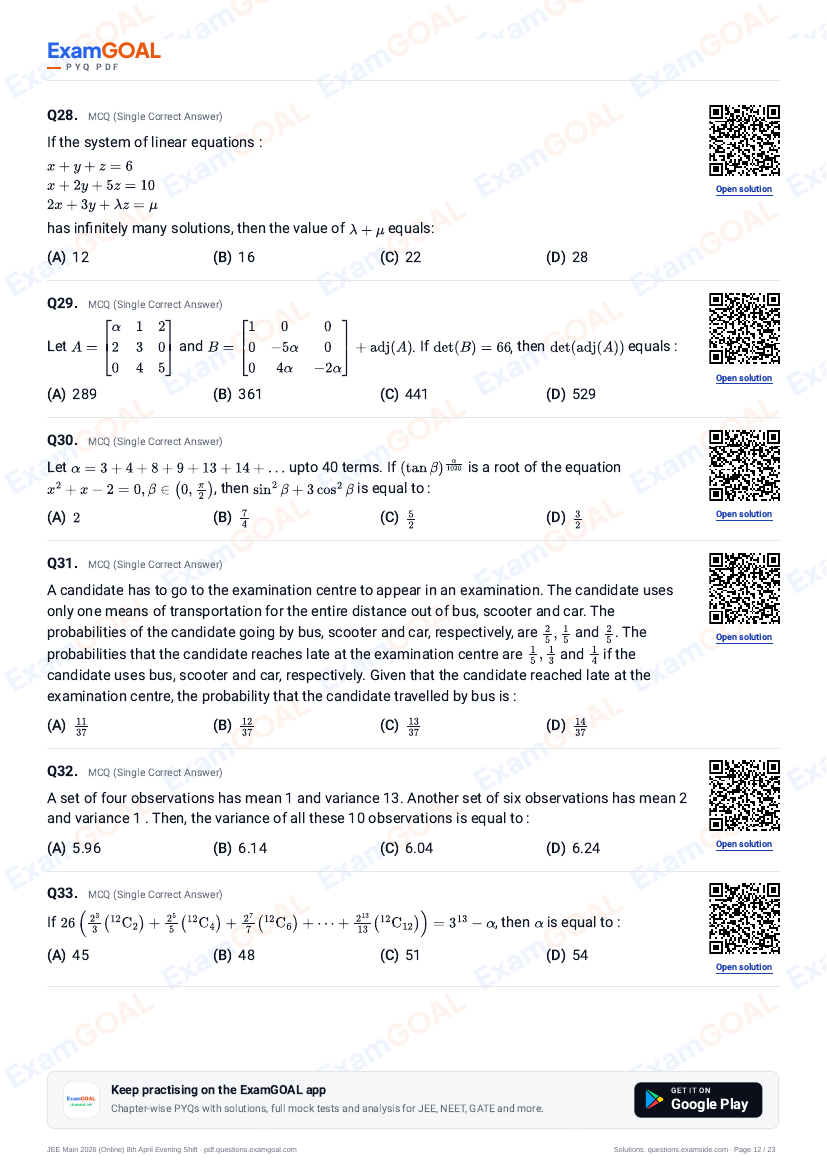 ExamGOAL
PYQ PDF
Q28. MCQ (Single Correct Answer)
If the system of linear equations :
x + y + z = 6
x + 2y + 5z = 10
2x + 3y + λz = μ
has infinitely many solutions, then the value of λ + μ equals:
(A) 12 (B) 16 (C) 22 (D) 28
Open solution
Q29. MCQ (Single Correct Answer)
Let A = [α 1 2; 2 3 0; 0 4 5] and B = [1 0 0; 0 −5α 0; 0 4α −2α] + adj(A). If det(B) = 66, then det(adj(A)) equals :
(A) 289 (B) 361 (C) 441 (D) 529
Open solution
Q30. MCQ (Single Correct Answer)
Let α = 3 + 4 + 8 + 9 + 13 + 14 + … upto 40 terms. If (tan β)^(α/1020) is a root of the equation
x² + x − 2 = 0, β ∈ (0, π/2), then sin² β + 3 cos² β is equal to :
(A) 2 (B) 7/4 (C) 5/2 (D) 3/2
Open solution
Q31. MCQ (Single Correct Answer)
A candidate has to go to the examination centre to appear in an examination. The candidate uses
only one means of transportation for the entire distance out of bus, scooter and car. The
probabilities of the candidate going by bus, scooter and car, respectively, are 2/5, 1/5 and 2/5. The
probabilities that the candidate reaches late at the examination centre are 1/5, 1/3 and 1/4 if the
candidate uses bus, scooter and car, respectively. Given that the candidate reached late at the
examination centre, the probability that the candidate travelled by bus is :
(A) 11/37 (B) 12/37 (C) 13/37 (D) 14/37
Open solution
Q32. MCQ (Single Correct Answer)
A set of four observations has mean 1 and variance 13. Another set of six observations has mean 2
and variance 1 . Then, the variance of all these 10 observations is equal to :
(A) 5.96 (B) 6.14 (C) 6.04 (D) 6.24
Open solution
Q33. MCQ (Single Correct Answer)
If 26 (2³/3 (¹²C₂) + 2⁵/5 (¹²C₄) + 2⁷/7 (¹²C₆) + ⋯ + 2¹³/13 (¹²C₁₂)) = 3¹³ − α, then α is equal to :
(A) 45 (B) 48 (C) 51 (D) 54
Open solution
Keep practising on the ExamGOAL app
Chapter-wise PYQs with solutions, full mock tests and analysis for JEE, NEET, GATE and more.
GET IT ON
Google Play
JEE Main 2026 (Online) 8th April Evening Shift · pdf.questions.examgoal.com
Solutions: questions.examside.com · Page 12 / 23